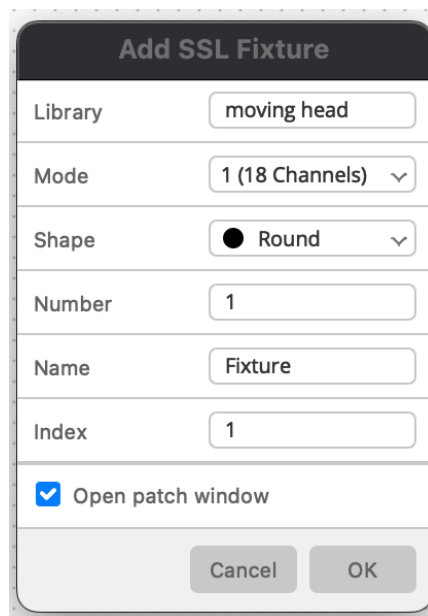 Add SSL Fixture
Library moving head
Mode 1 (18 Channels)
Shape Round
Number 1
Name Fixture
Index 1
Open patch window
Cancel OK